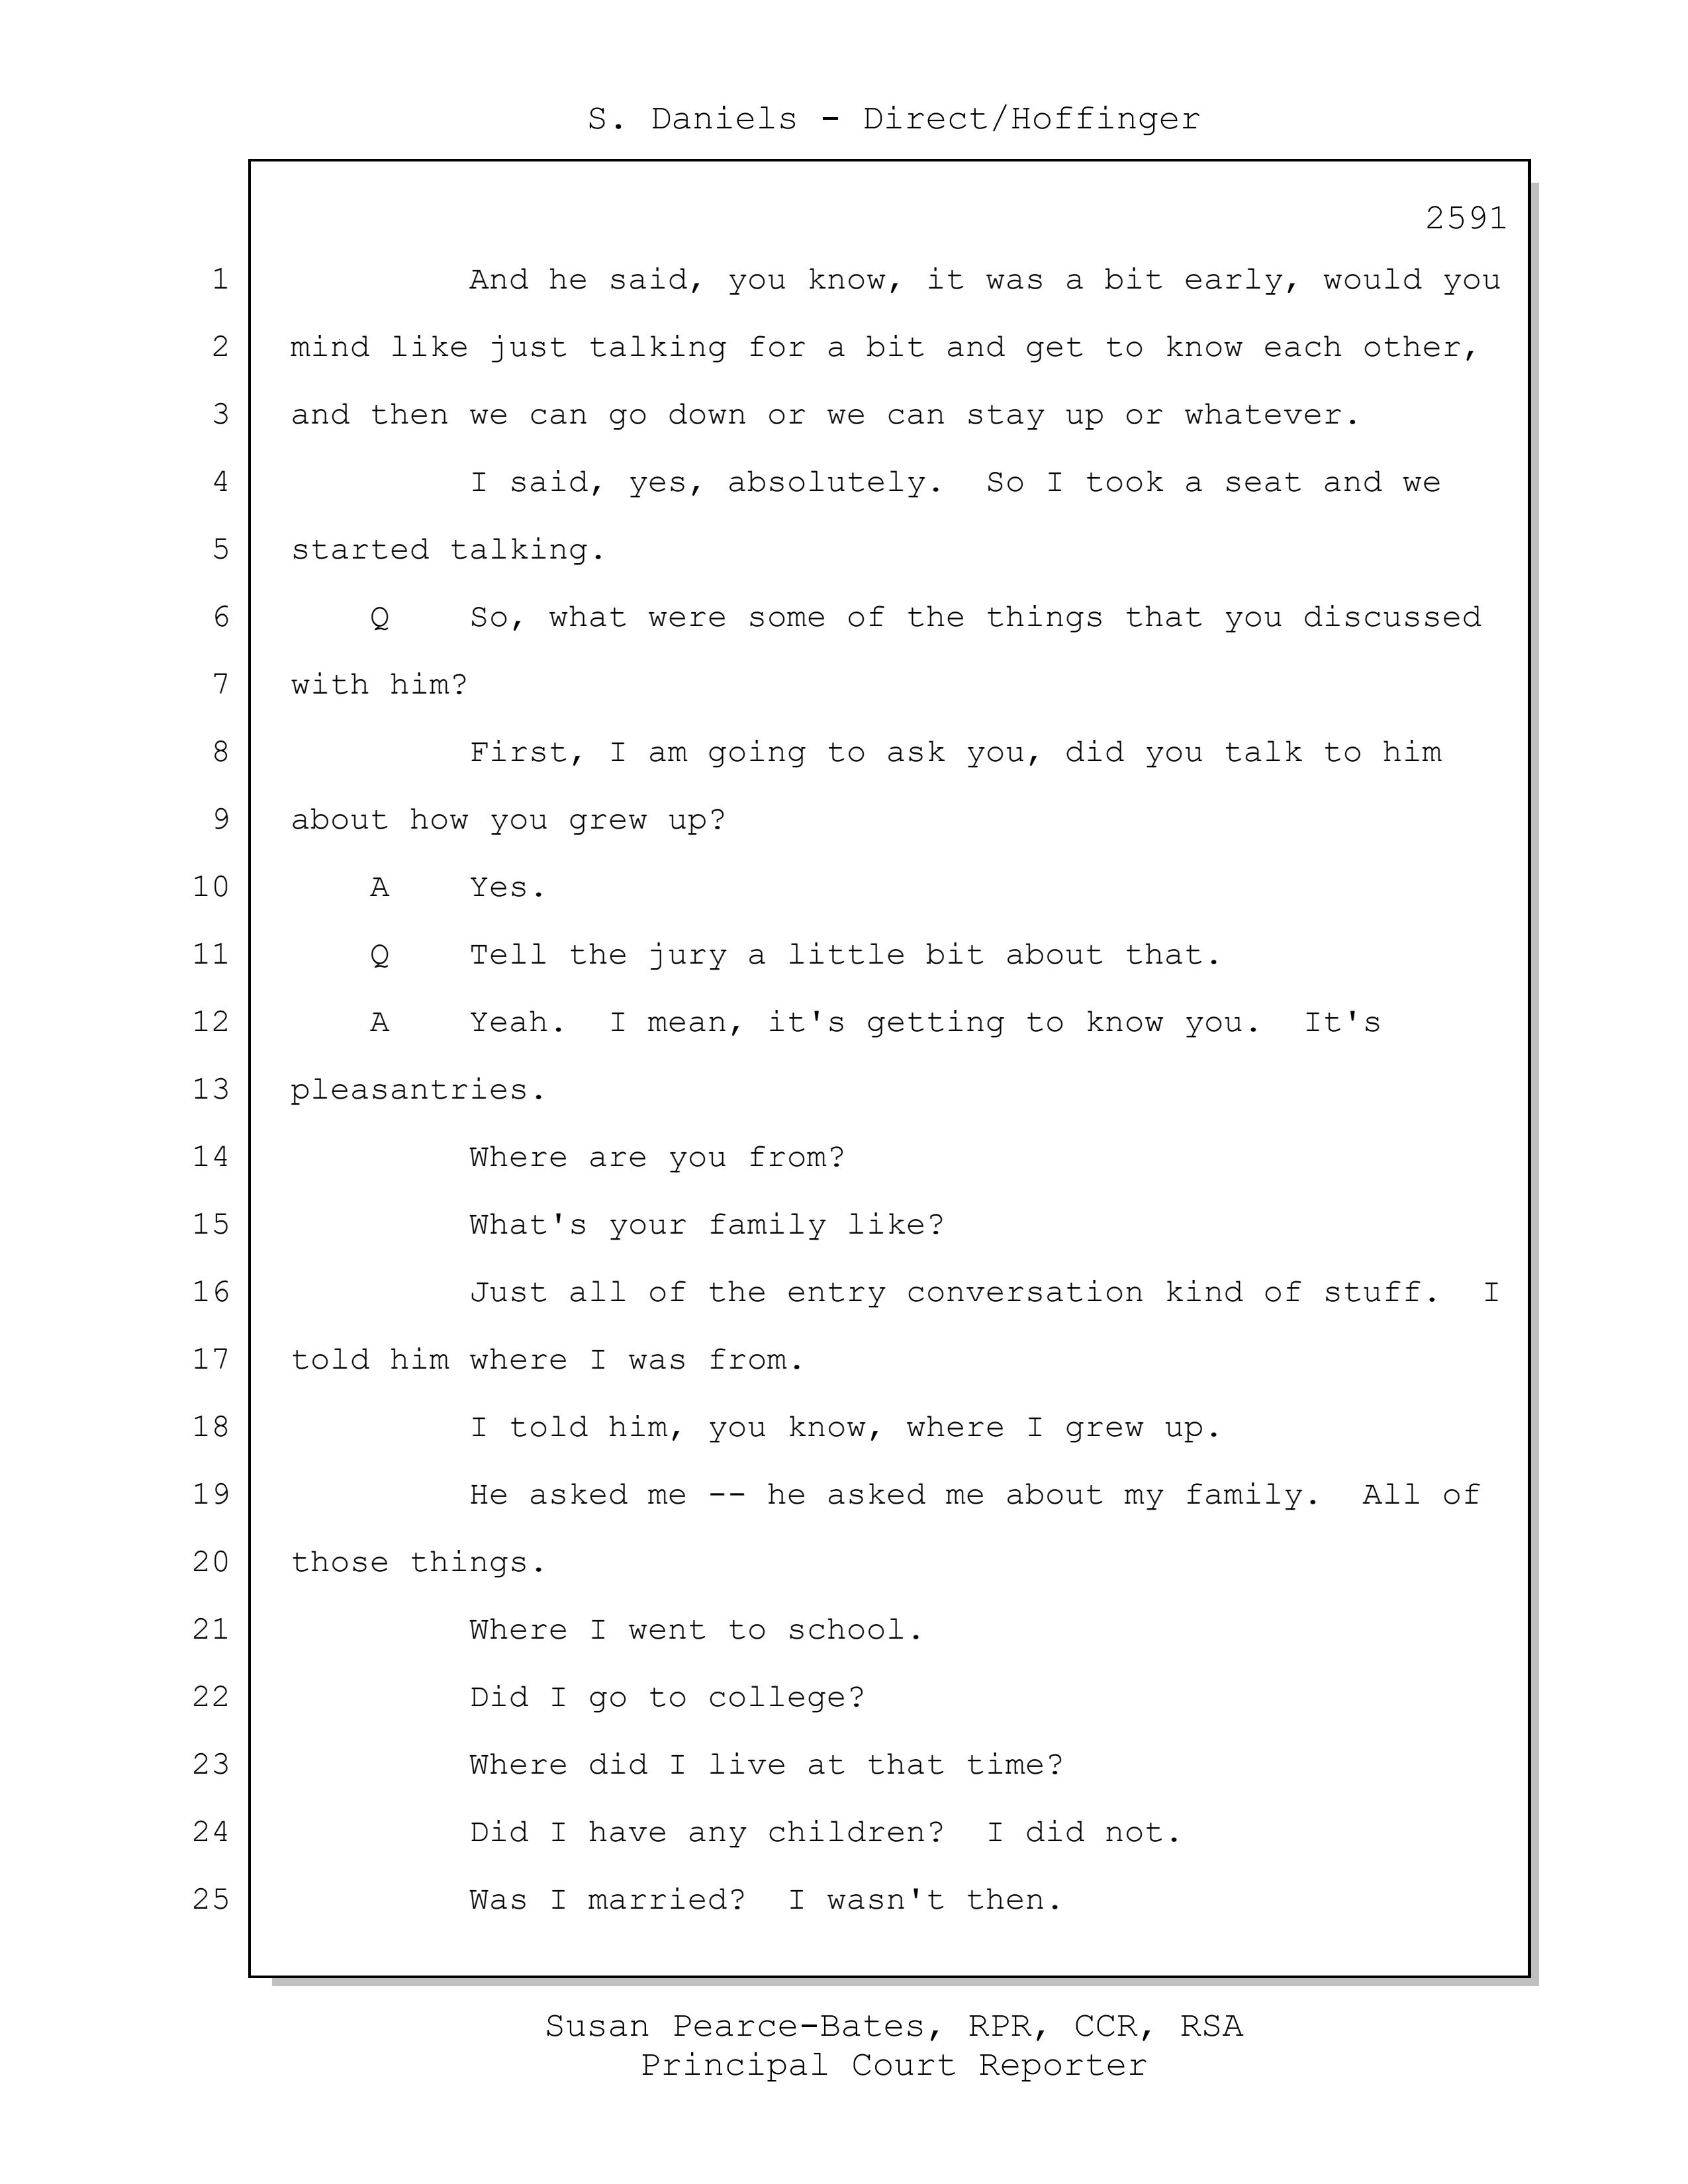 S. Daniels - Direct/Hoffinger
2591
1 And he said, you know, it was a bit early, would you
2 mind like just talking for a bit and get to know each other,
3 and then we can go down or we can stay up or whatever.
4 I said, yes, absolutely. So I took a seat and we
5 started talking.
6 Q So, what were some of the things that you discussed
7 with him?
8 First, I am going to ask you, did you talk to him
9 about how you grew up?
10 A Yes.
11 Q Tell the jury a little bit about that.
12 A Yeah. I mean, it's getting to know you. It's
13 pleasantries.
14 Where are you from?
15 What's your family like?
16 Just all of the entry conversation kind of stuff. I
17 told him where I was from.
18 I told him, you know, where I grew up.
19 He asked me -- he asked me about my family. All of
20 those things.
21 Where I went to school.
22 Did I go to college?
23 Where did I live at that time?
24 Did I have any children? I did not.
25 Was I married? I wasn't then.
Susan Pearce-Bates, RPR, CCR, RSA
Principal Court Reporter